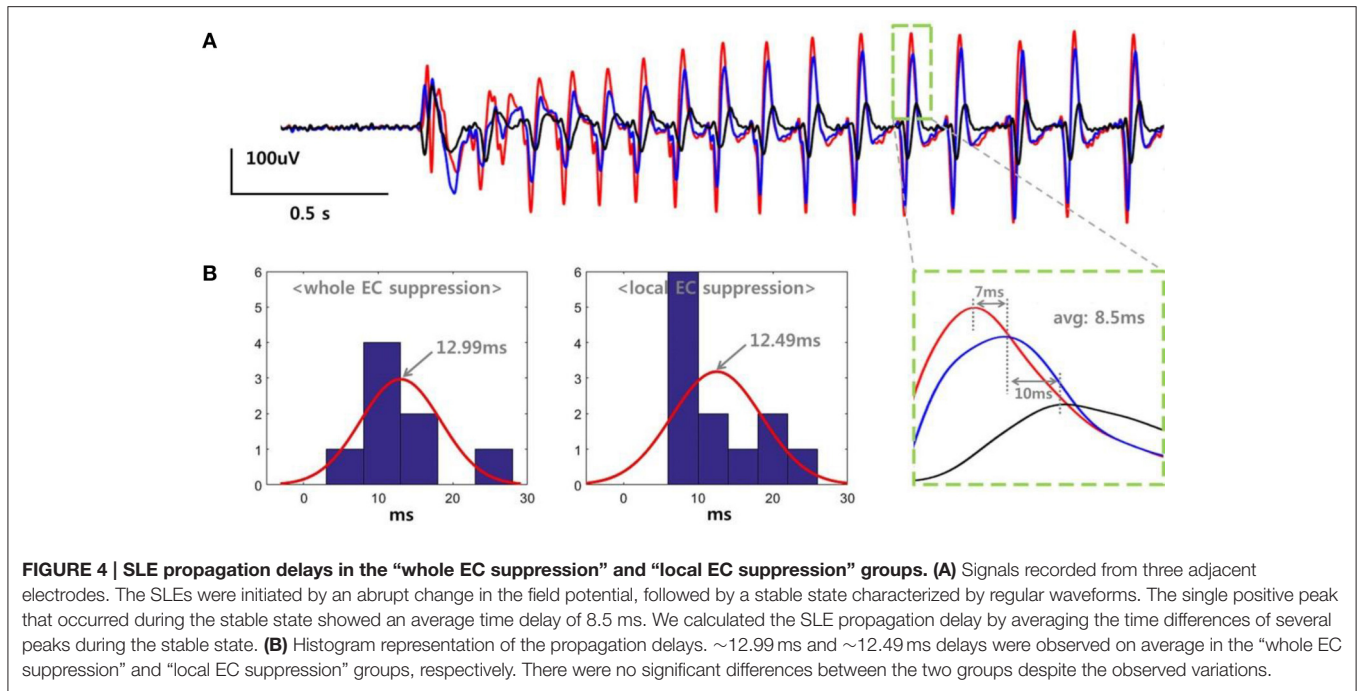 A
100uV
0.5 s
B
<whole EC suppression>
6
5
4
3
2
1
0
12.99ms
0 10 20 30
ms
<local EC suppression>
6
5
4
3
2
1
0
12.49ms
0 10 20 30
ms
7ms
avg: 8.5ms
10ms
FIGURE 4 | SLE propagation delays in the “whole EC suppression” and “local EC suppression” groups. (A) Signals recorded from three adjacent
electrodes. The SLEs were initiated by an abrupt change in the field potential, followed by a stable state characterized by regular waveforms. The single positive peak
that occurred during the stable state showed an average time delay of 8.5 ms. We calculated the SLE propagation delay by averaging the time differences of several
peaks during the stable state. (B) Histogram representation of the propagation delays. ~12.99 ms and ~12.49 ms delays were observed on average in the “whole EC
suppression” and “local EC suppression” groups, respectively. There were no significant differences between the two groups despite the observed variations.